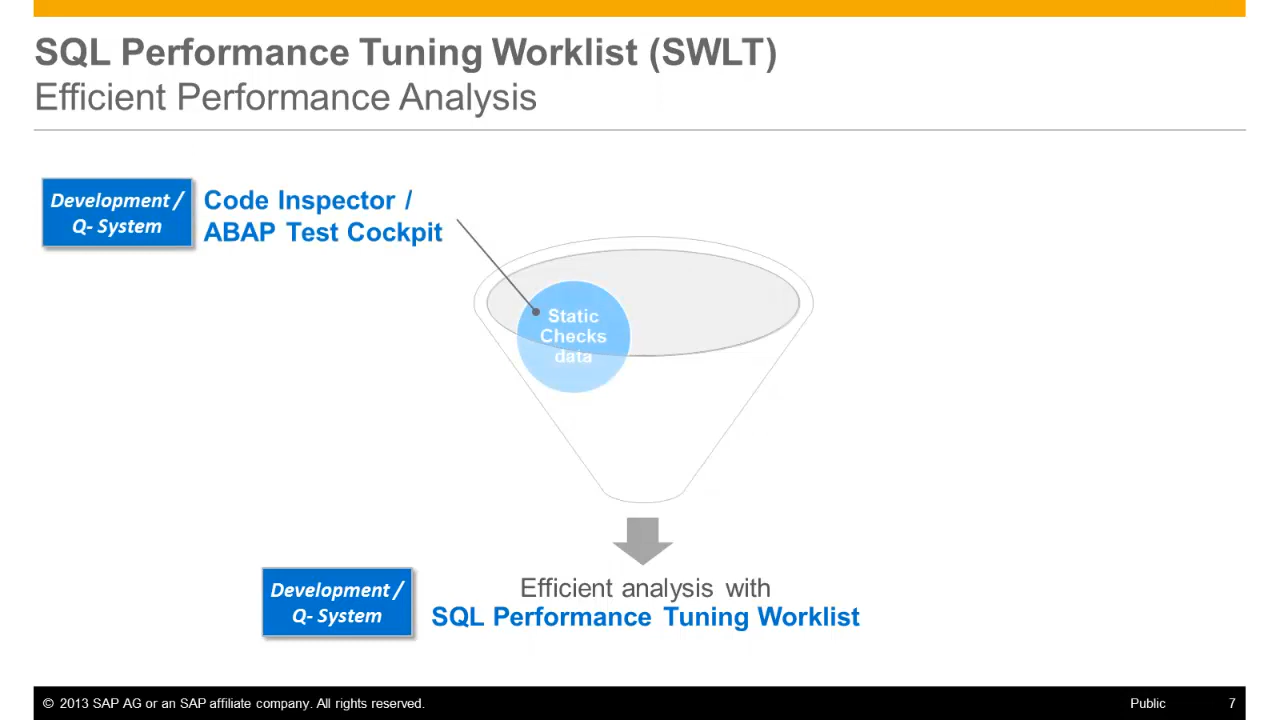 SQL Performance Tuning Worklist (SWLT)
Efficient Performance Analysis
Development /
Q- System
Code Inspector /
ABAP Test Cockpit
Static
Checks
data
Efficient analysis with
SQL Performance Tuning Worklist
Development /
Q- System
© 2013 SAP AG or an SAP affiliate company. All rights reserved.
Public
7